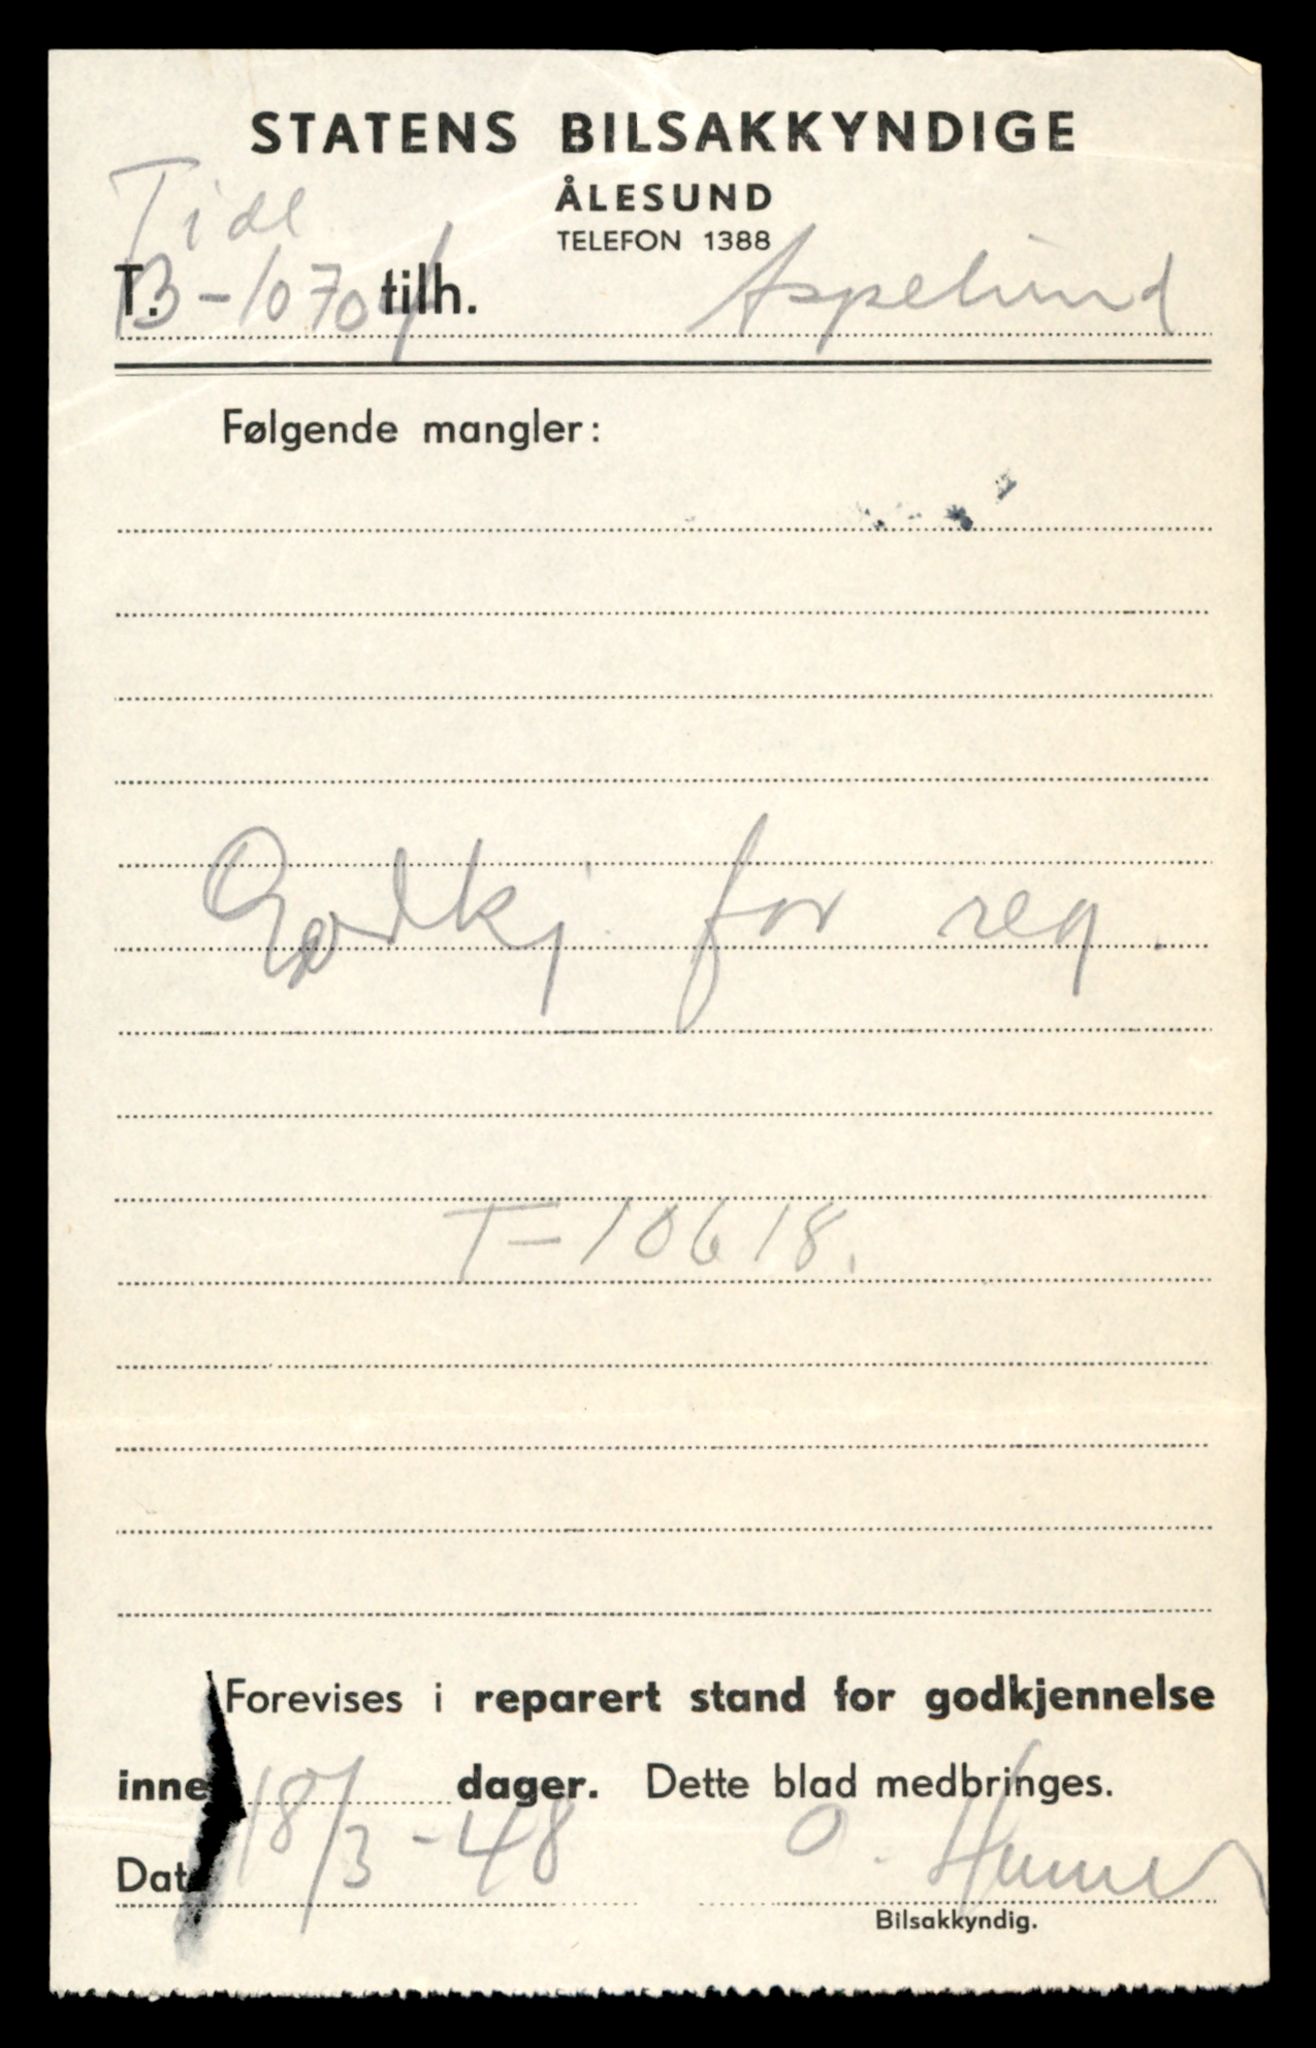 STATENS BILSAKKYNDIGE
ÅLESUND
TELEFON 1388
Tidl
T. B-10704 tilh. Aspelund
Følgende mangler:
Godkj for reg.
T-10618.
Forevises i reparert stand for godkjennelse
inne dager. Dette blad medbringes.
Dat 18/3-48 O.
Bilsakkyndig.